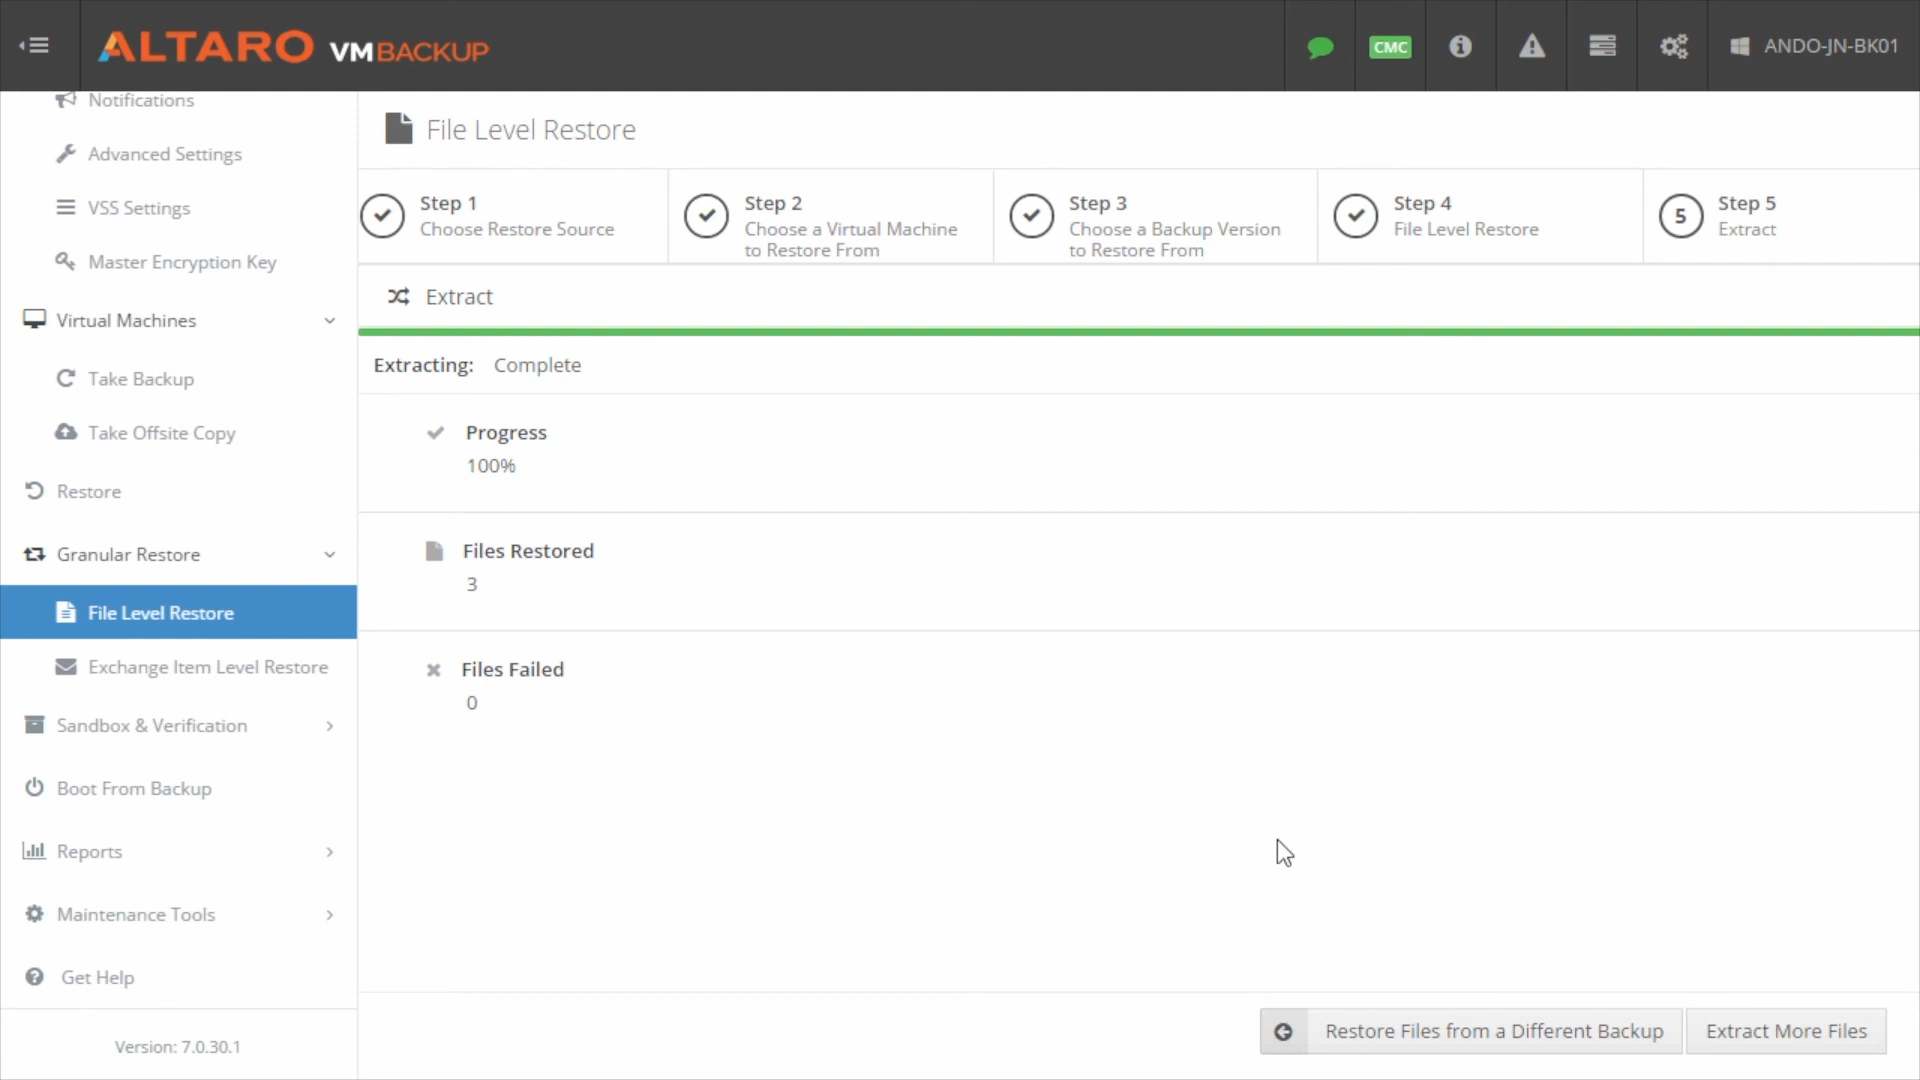 ALTARO VMBACKUP
CMC
ANDO-JN-BK01
Notifications
Advanced Settings
VSS Settings
Master Encryption Key
Virtual Machines
Take Backup
Take Offsite Copy
Restore
Granular Restore
File Level Restore
Exchange Item Level Restore
Sandbox & Verification
Boot From Backup
Reports
Maintenance Tools
Get Help
Version: 7.0.30.1
File Level Restore
Step 1
Choose Restore Source
Step 2
Choose a Virtual Machine
to Restore From
Step 3
Choose a Backup Version
to Restore From
Step 4
File Level Restore
5
Step 5
Extract
Extract
Extracting: Complete
Progress
100%
Files Restored
3
Files Failed
0
Restore Files from a Different Backup
Extract More Files